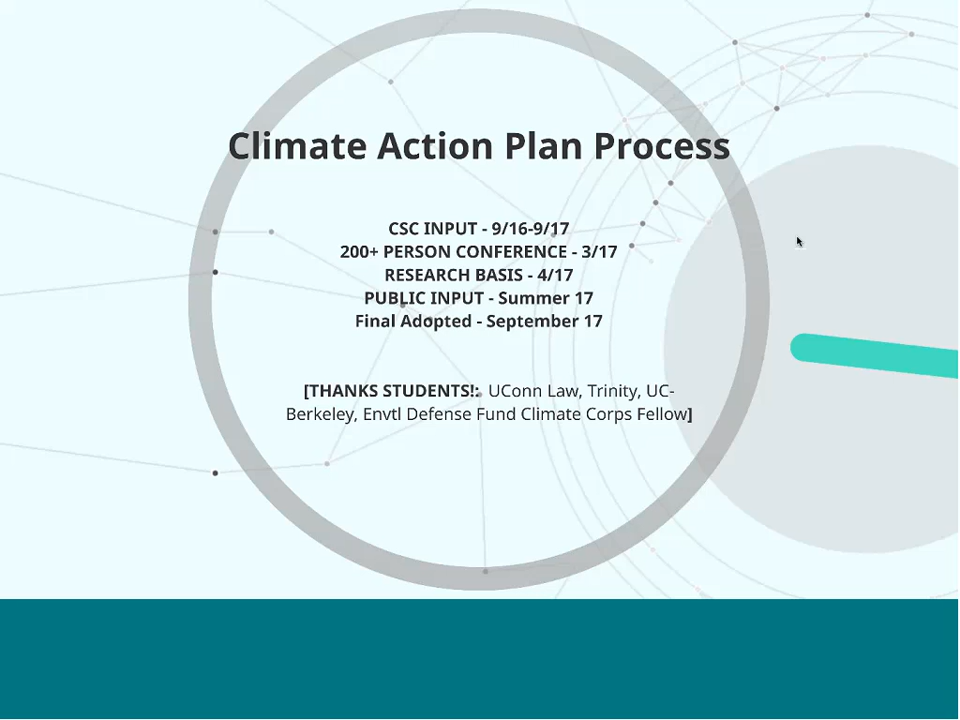 Climate Action Plan Process
CSC INPUT - 9/16-9/17
200+ PERSON CONFERENCE - 3/17
RESEARCH BASIS - 4/17
PUBLIC INPUT - Summer 17
Final Adopted - September 17
[THANKS STUDENTS!: UConn Law, Trinity, UC-
Berkeley, Envtl Defense Fund Climate Corps Fellow]